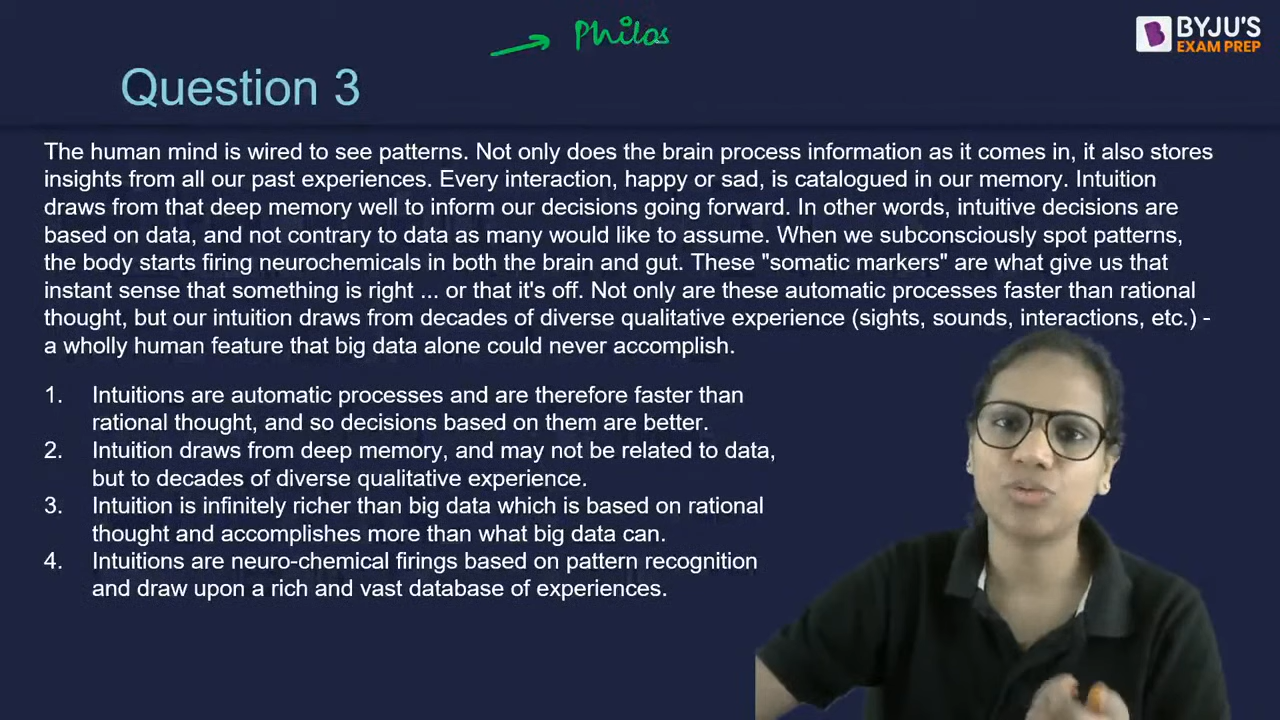 Philos
BYJU'S
EXAM PREP
Question 3
The human mind is wired to see patterns. Not only does the brain process information as it comes in, it also stores
insights from all our past experiences. Every interaction, happy or sad, is catalogued in our memory. Intuition
draws from that deep memory well to inform our decisions going forward. In other words, intuitive decisions are
based on data, and not contrary to data as many would like to assume. When we subconsciously spot patterns,
the body starts firing neurochemicals in both the brain and gut. These "somatic markers" are what give us that
instant sense that something is right ... or that it's off. Not only are these automatic processes faster than rational
thought, but our intuition draws from decades of diverse qualitative experience (sights, sounds, interactions, etc.) -
a wholly human feature that big data alone could never accomplish.
1. Intuitions are automatic processes and are therefore faster than
rational thought, and so decisions based on them are better.
2. Intuition draws from deep memory, and may not be related to data,
but to decades of diverse qualitative experience.
3. Intuition is infinitely richer than big data which is based on rational
thought and accomplishes more than what big data can.
4. Intuitions are neuro-chemical firings based on pattern recognition
and draw upon a rich and vast database of experiences.